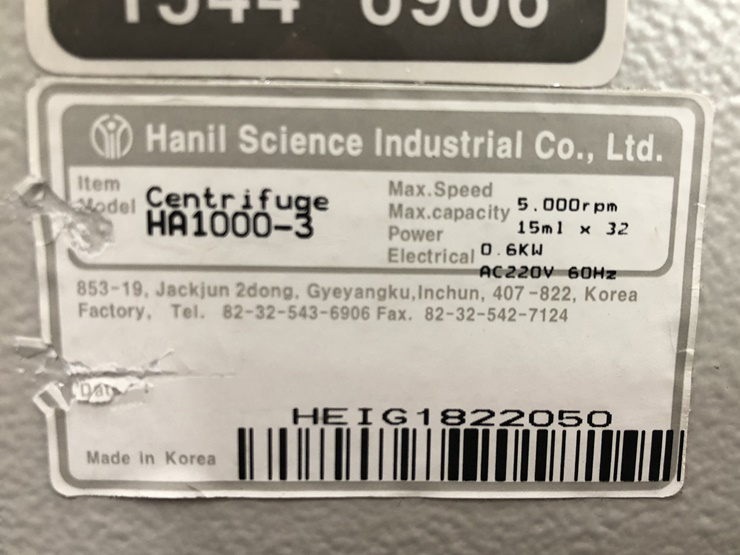 1544 6906
Hanil Science Industrial Co., Ltd.
Item Centrifuge
Model HA1000-3
Max.Speed 5.000rpm
Max.capacity 15ml x 32
Power 0.6KW
Electrical AC220V 60Hz
853-19, Jackjun 2dong, Gyeyangku,Inchun, 407-822, Korea
Factory, Tel. 82-32-543-6906 Fax. 82-32-542-7124
Date
HEIG1822050
Made in Korea